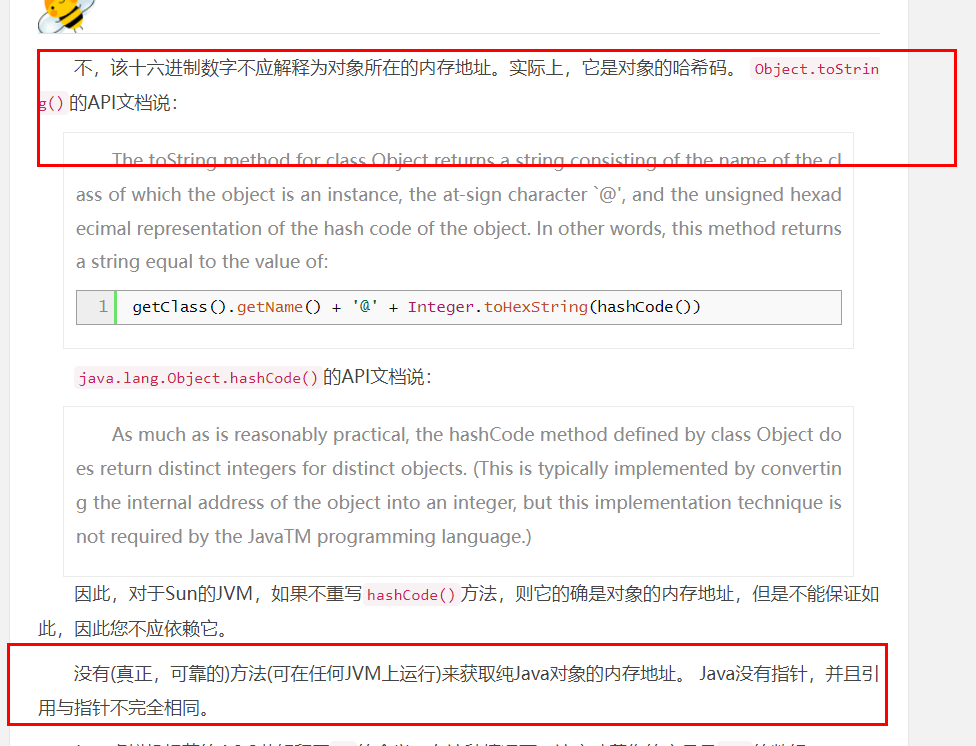 不，该十六进制数字不应解释为对象所在的内存地址。实际上，它是对象的哈希码。 Object.toStrin
g()的API文档说：
The toString method for class Object returns a string consisting of the name of the cl
ass of which the object is an instance, the at-sign character `@', and the unsigned hexad
ecimal representation of the hash code of the object. In other words, this method returns
a string equal to the value of:
1 getClass().getName() + '@' + Integer.toHexString(hashCode())
java.lang.Object.hashCode()的API文档说：
As much as is reasonably practical, the hashCode method defined by class Object do
es return distinct integers for distinct objects. (This is typically implemented by convertin
g the internal address of the object into an integer, but this implementation technique is
not required by the JavaTM programming language.)
因此，对于Sun的JVM，如果不重写hashCode()方法，则它的确是对象的内存地址，但是不能保证如
此，因此您不应依赖它。
没有(真正，可靠的)方法(可在任何JVM上运行)来获取纯Java对象的内存地址。 Java没有指针，并且引
用与指针不完全相同。